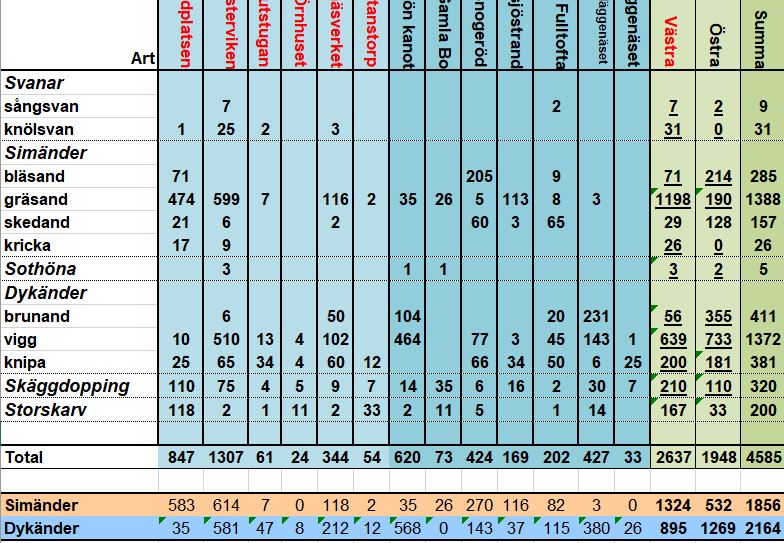 Art dplatsen sterviken utstugan Örnhuset äsverket tanstorp ön kanot Gamla Bo nogeröd sjöstrand Fulltofta äggenäset ggenäset Västra Östra Summa
Svanar
sångsvan 7 2 7 2 9
knölsvan 1 25 2 3 31 0 31
Simänder
bläsand 71 205 9 71 214 285
gräsand 474 599 7 116 2 35 26 5 113 8 3 1198 190 1388
skedand 21 6 2 60 3 65 29 128 157
kricka 17 9 26 0 26
Sothöna 3 1 1 3 2 5
Dykänder
brunand 6 50 104 20 231 56 355 411
vigg 10 510 13 4 102 464 77 3 45 143 1 639 733 1372
knipa 25 65 34 4 60 12 66 34 50 6 25 200 181 381
Skäggdopping 110 75 4 5 9 7 14 35 6 16 2 30 7 210 110 320
Storskarv 118 2 1 11 2 33 2 11 5 1 14 167 33 200
Total 847 1307 61 24 344 54 620 73 424 169 202 427 33 2637 1948 4585
Simänder 583 614 7 0 118 2 35 26 270 116 82 3 0 1324 532 1856
Dykänder 35 581 47 8 212 12 568 0 143 37 115 380 26 895 1269 2164